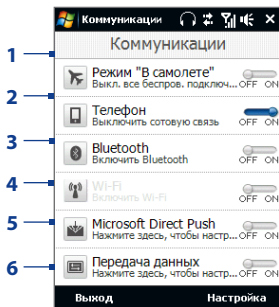 Коммуникации
Коммуникации
1
Режим "В самолете"
Выкл. все беспров. подключ... OFF ON
2
Телефон
Выключить сотовую связь OFF ON
3
Bluetooth
Включить Bluetooth OFF ON
4
Wi-Fi
Включить Wi-Fi OFF ON
5
Microsoft Direct Push
Нажмите здесь, чтобы настр... OFF ON
6
Передача данных
Нажмите здесь, чтобы настр... OFF ON
Выход Настройка